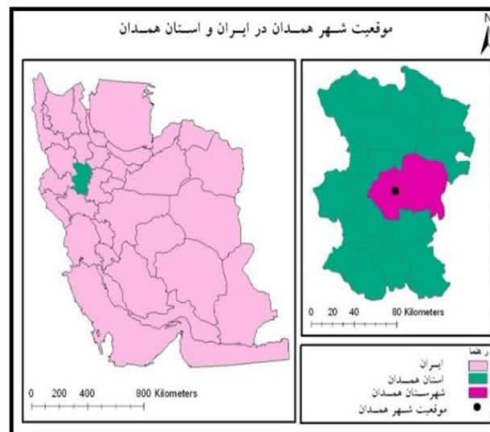 موقعیت شهر همدان در ایران و استان همدان
N
0 200 400 800 Kilometers
0 20 40 80 Kilometers
راهنما
ایران
استان همدان
شهرستان همدان
موقعیت شهر همدان